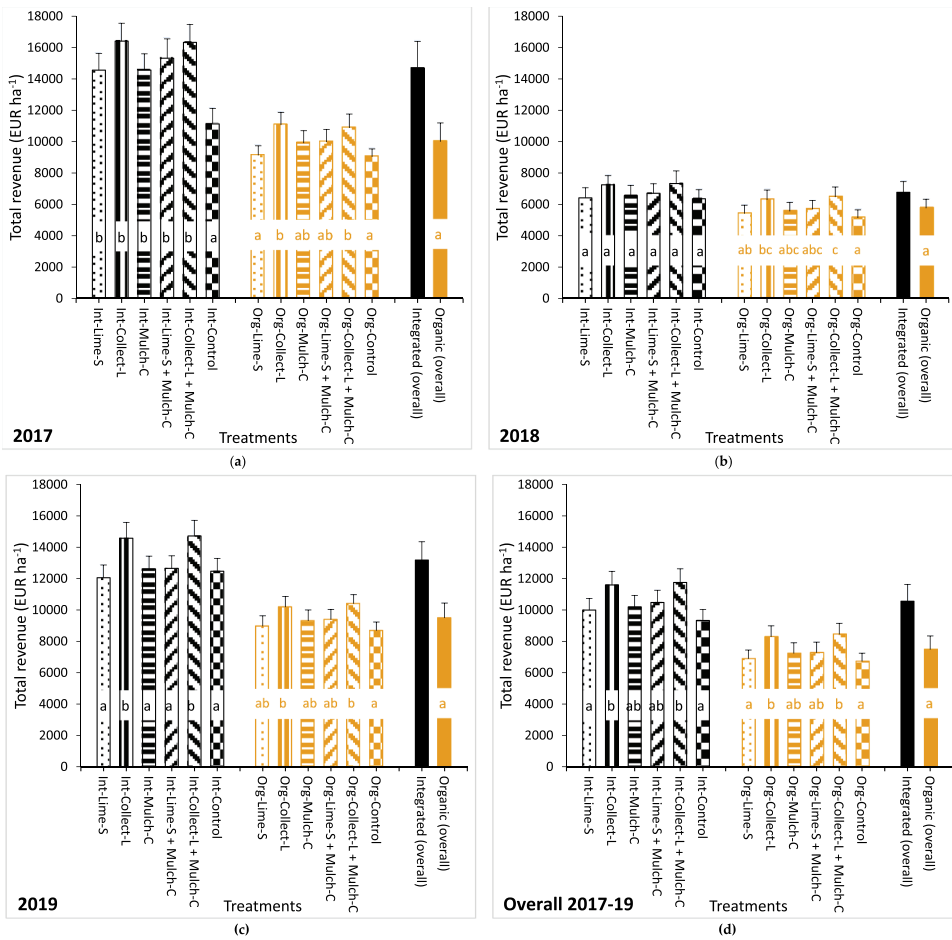 18000
16000
14000
12000
10000
8000
6000
4000
2000
0
Total revenue (EUR ha-1)
b b b b b a a b ab ab b a a
Int-Lime-S
Int-Collect-L
Int-Mulch-C
Int-Lime-S + Mulch-C
Int-Collect-L + Mulch-C
Int-Control
Org-Lime-S
Org-Collect-L
Org-Mulch-C
Org-Lime-S + Mulch-C
Org-Collect-L + Mulch-C
Org-Control
Integrated (overall)
Organic (overall)
2017
Treatments
(a)
18000
16000
14000
12000
10000
8000
6000
4000
2000
0
Total revenue (EUR ha-1)
a a a a a a ab bc abc abc c a a
Int-Lime-S
Int-Collect-L
Int-Mulch-C
Int-Lime-S + Mulch-C
Int-Collect-L + Mulch-C
Int-Control
Org-Lime-S
Org-Collect-L
Org-Mulch-C
Org-Lime-S + Mulch-C
Org-Collect-L + Mulch-C
Org-Control
Integrated (overall)
Organic (overall)
2018
Treatments
(b)
18000
16000
14000
12000
10000
8000
6000
4000
2000
0
Total revenue (EUR ha-1)
a b a a b a ab b ab ab b a a
Int-Lime-S
Int-Collect-L
Int-Mulch-C
Int-Lime-S + Mulch-C
Int-Collect-L + Mulch-C
Int-Control
Org-Lime-S
Org-Collect-L
Org-Mulch-C
Org-Lime-S + Mulch-C
Org-Collect-L + Mulch-C
Org-Control
Integrated (overall)
Organic (overall)
2019
Treatments
(c)
18000
16000
14000
12000
10000
8000
6000
4000
2000
0
Total revenue (EUR ha-1)
a b ab ab b a a b ab ab b a a
Int-Lime-S
Int-Collect-L
Int-Mulch-C
Int-Lime-S + Mulch-C
Int-Collect-L + Mulch-C
Int-Control
Org-Lime-S
Org-Collect-L
Org-Mulch-C
Org-Lime-S + Mulch-C
Org-Collect-L + Mulch-C
Org-Control
Integrated (overall)
Organic (overall)
Overall 2017-19
Treatments
(d)